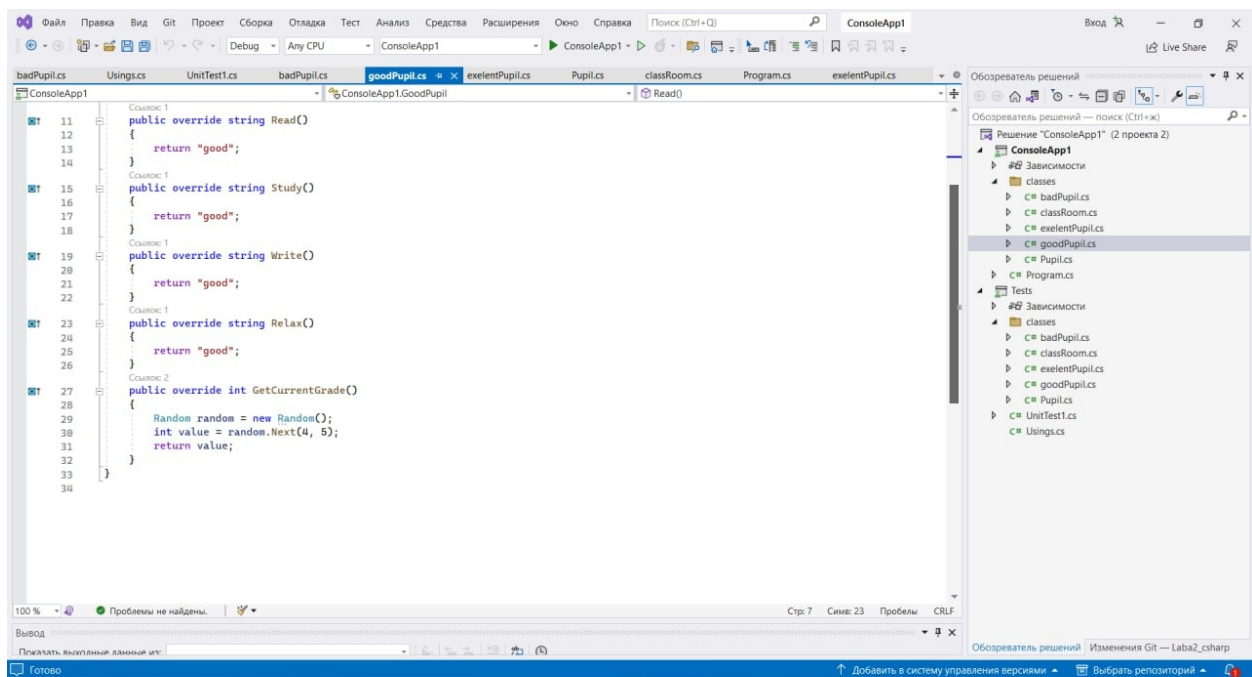 Файл Правка Вид Git Проект Сборка Отладка Тест Анализ Средства Расширения Окно Справка Поиск (Ctrl+Q) ConsoleApp1 Вход
Debug Any CPU ConsoleApp1 ConsoleApp1 Live Share
badPupil.cs Usings.cs UnitTest1.cs badPupil.cs goodPupil.cs exelentPupil.cs Pupil.cs classRoom.cs Program.cs exelentPupil.cs
ConsoleApp1 ConsoleApp1.GoodPupil Read()
Ссылок: 1
11 public override string Read()
12 {
13 return "good";
14 }
Ссылок: 1
15 public override string Study()
16 {
17 return "good";
18 }
Ссылок: 1
19 public override string Write()
20 {
21 return "good";
22 }
Ссылок: 1
23 public override string Relax()
24 {
25 return "good";
26 }
Ссылок: 2
27 public override int GetCurrentGrade()
28 {
29 Random random = new Random();
30 int value = random.Next(4, 5);
31 return value;
32 }
33 }
34
100 % Проблемы не найдены. Стр: 7 Симв: 23 Пробелы CRLF
Вывод
Показать выходные данные из:
Обозреватель решений
Обозреватель решений — поиск (Ctrl+ж)
Решение "ConsoleApp1" (2 проекта 2)
ConsoleApp1
Зависимости
classes
C# badPupil.cs
C# classRoom.cs
C# exelentPupil.cs
C# goodPupil.cs
C# Pupil.cs
C# Program.cs
Tests
Зависимости
classes
C# badPupil.cs
C# classRoom.cs
C# exelentPupil.cs
C# goodPupil.cs
C# Pupil.cs
C# UnitTest1.cs
C# Usings.cs
Обозреватель решений Изменения Git — Laba2_csharp
Готово Добавить в систему управления версиями Выбрать репозиторий